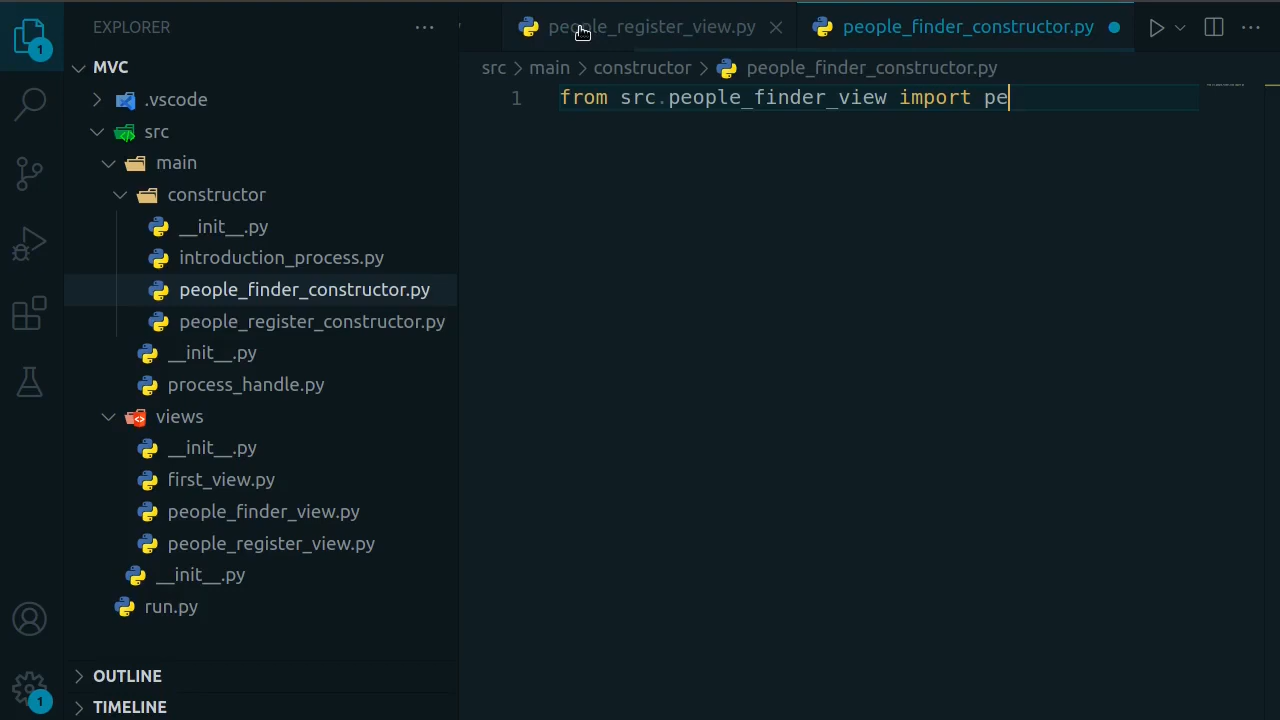 1
EXPLORER
MVC
.vscode
src
main
constructor
__init__.py
introduction_process.py
people_finder_constructor.py
people_register_constructor.py
__init__.py
process_handle.py
views
__init__.py
first_view.py
people_finder_view.py
people_register_view.py
__init__.py
run.py
OUTLINE
TIMELINE
1
people_register_view.py people_finder_constructor.py
src > main > constructor > people_finder_constructor.py
1 from src.people_finder_view import pe